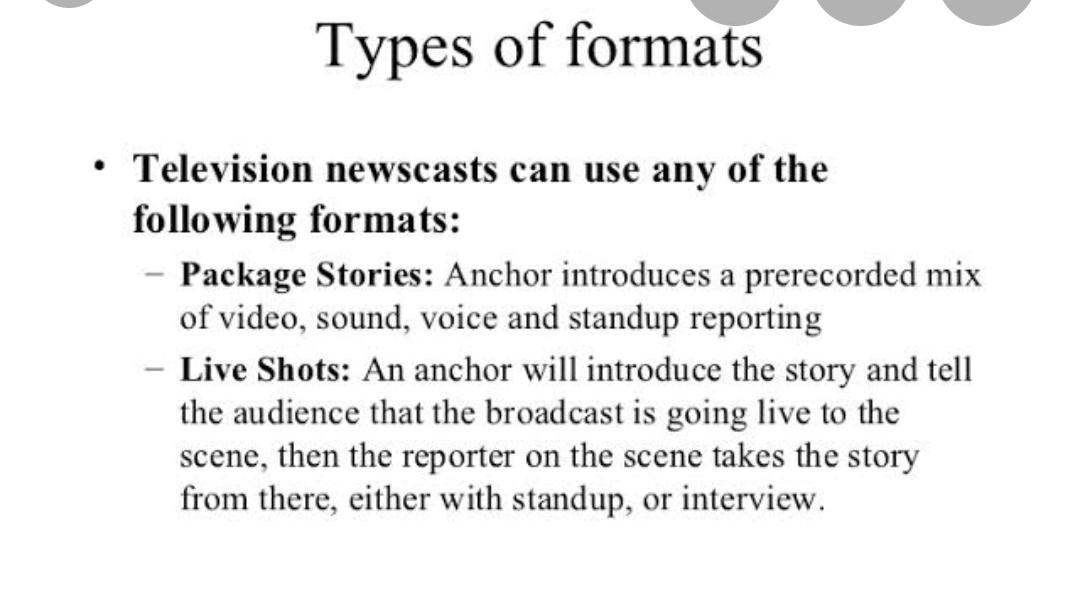 Types of formats
• Television newscasts can use any of the
following formats:
– Package Stories: Anchor introduces a prerecorded mix
of video, sound, voice and standup reporting
– Live Shots: An anchor will introduce the story and tell
the audience that the broadcast is going live to the
scene, then the reporter on the scene takes the story
from there, either with standup, or interview.